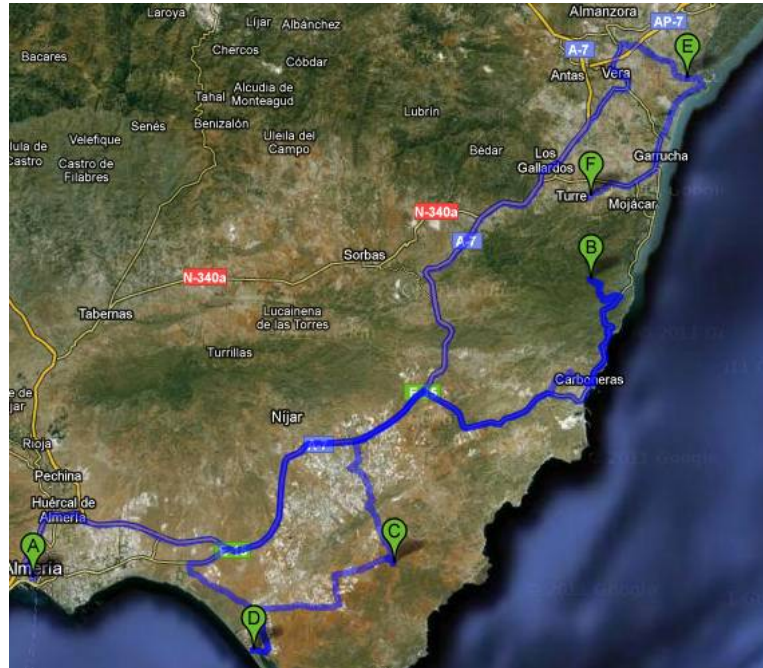 Laroya
Líjar
Albánchez
Almanzora
AP-7
Chercos
A-7
E
Bacares
Cóbdar
Antas
Vera
Tahal
Alcudia de
Monteagud
Lubrín
Senés
Benizalón
Velefique
Uleila del
Campo
Castro de
Filabres
Bédar
Los
Gallardos
Garrucha
F
Turre
Mojácar
N-340a
A-7
Sorbas
B
N-340a
Tabernas
Lucainena
de las Torres
Turrillas
Carboneras
Níjar
Rioja
Pechina
Huércal de
Almería
C
A
Almería
D